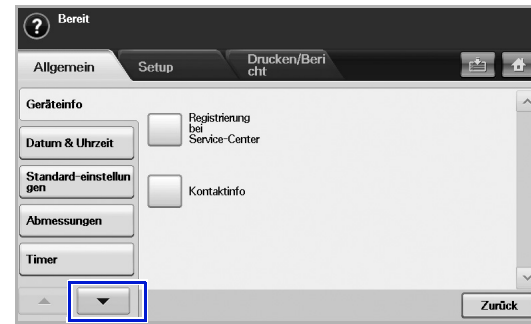 Bereit
Allgemein
Setup
Drucken/Beri
cht
Geräteinfo
Registrierung
bei
Service-Center
Datum & Uhrzeit
Standard-einstellun
gen
Kontaktinfo
Abmessungen
Timer
Zurück